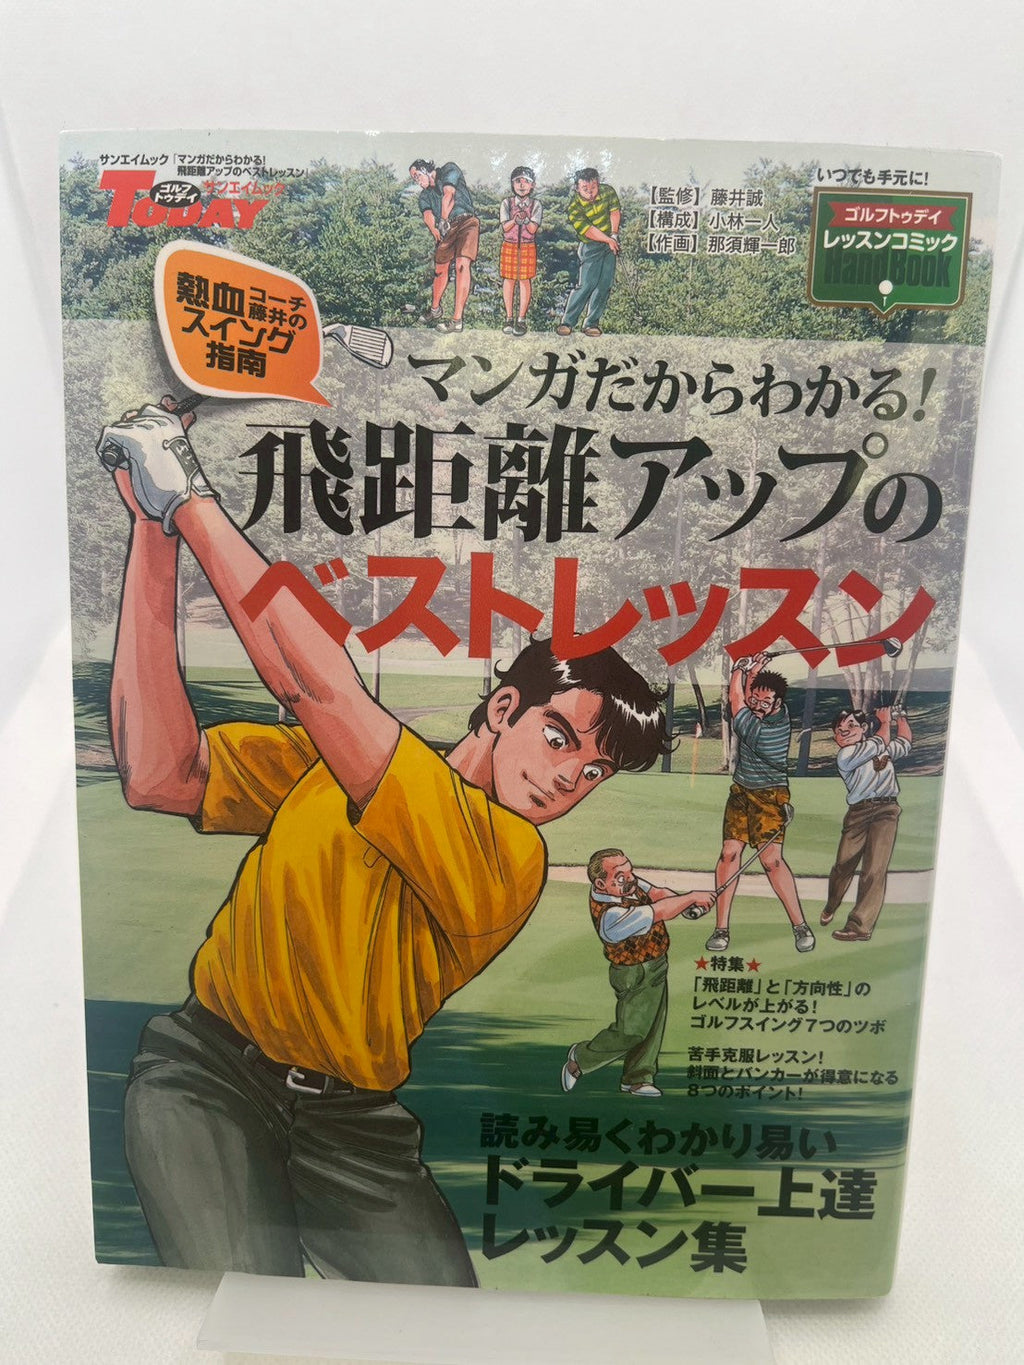 サンエイムック「マンガだからわかる!
飛距離アップのベストレッスン」
TODAY
ゴルフ
トゥデイ
サンエイムック
【監修】藤井誠
【構成】小林一人
【作画】那須輝一郎
いつでも手元に!
ゴルフトゥデイ
レッスンコミック
HandBook
熱血コーチ
藤井の
スイング
指南
マンガだからわかる!
飛距離アップの
ベストレッスン
★特集★
「飛距離」と「方向性」の
レベルが上がる!
ゴルフスイング7つのツボ
苦手克服レッスン!
斜面とバンカーが得意になる
8つのポイント!
読み易くわかり易い
ドライバー上達
レッスン集